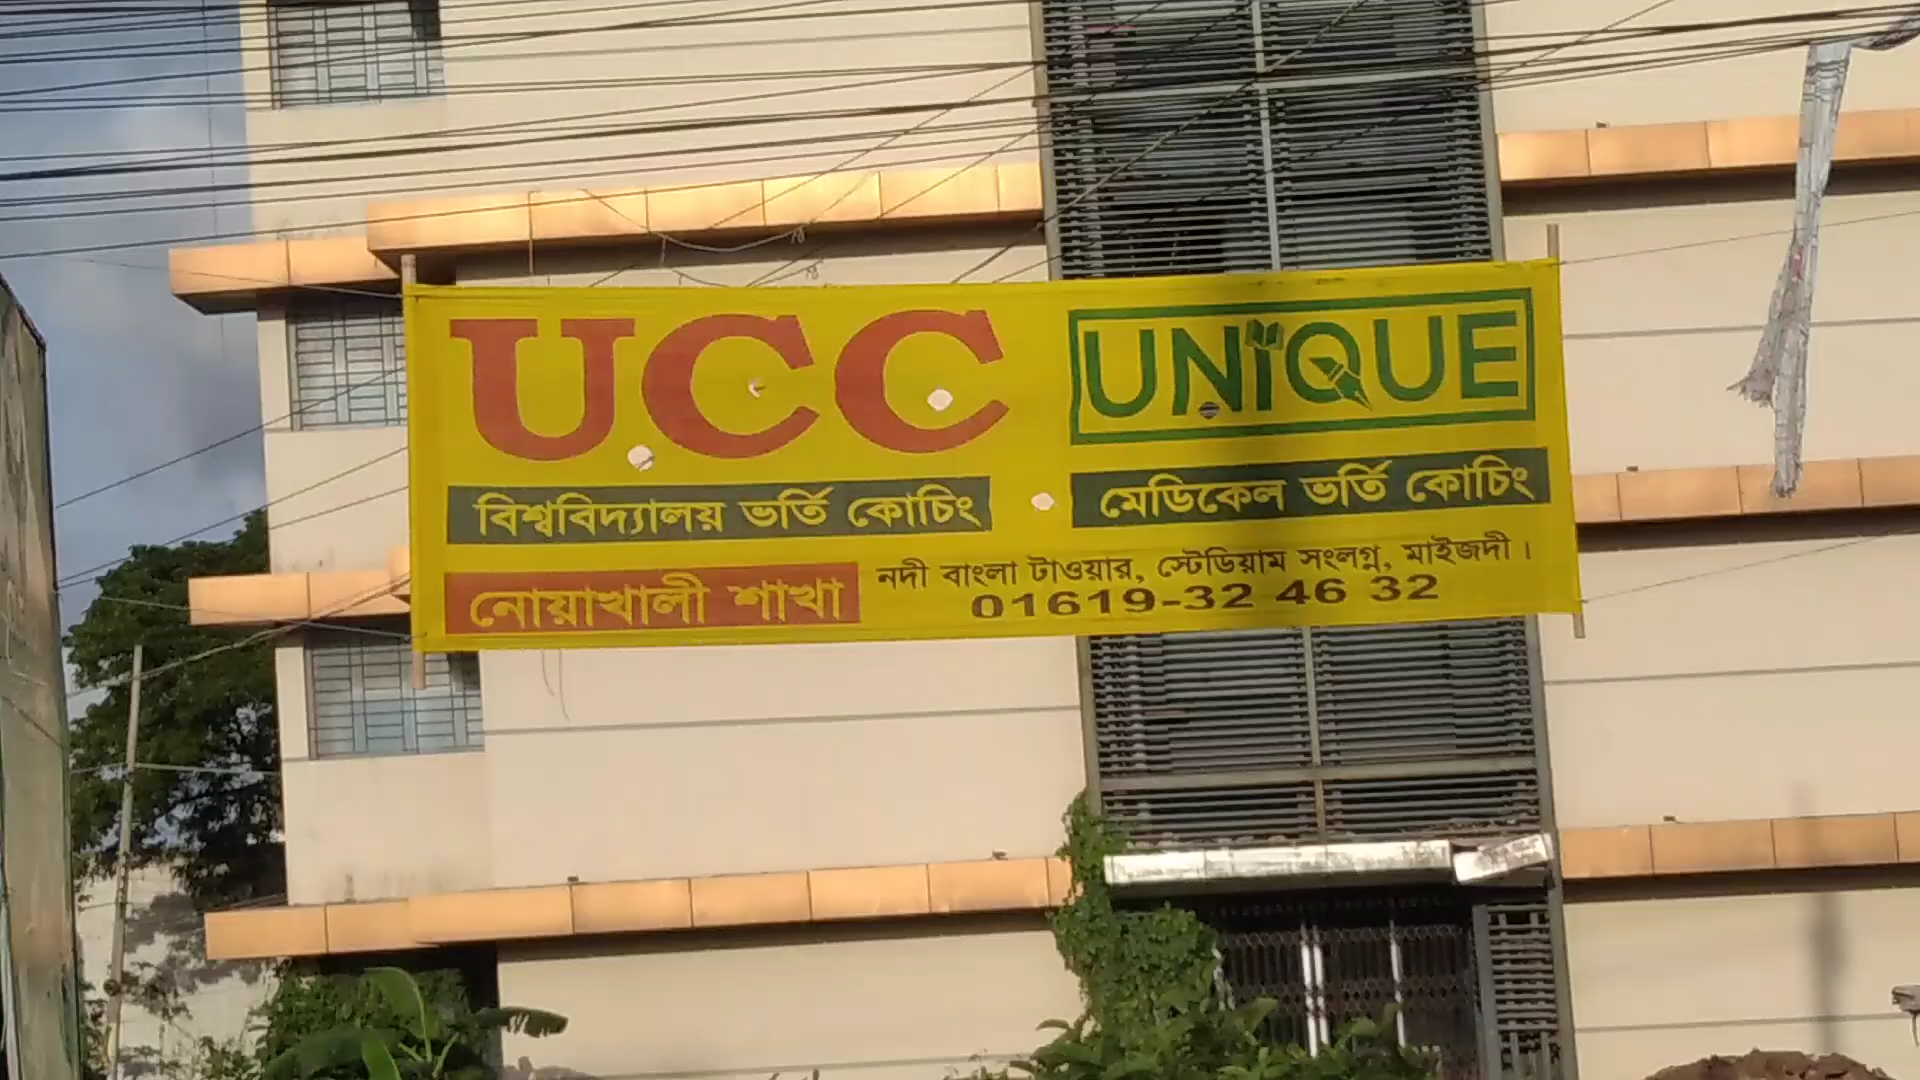 UCC
বিশ্ববিদ্যালয় ভর্তি কোচিং
UNIQUE
মেডিকেল ভর্তি কোচিং
নোয়াখালী শাখা
নদী বাংলা টাওয়ার, স্টেডিয়াম সংলগ্ন, মাইজদী।
01619-32 46 32